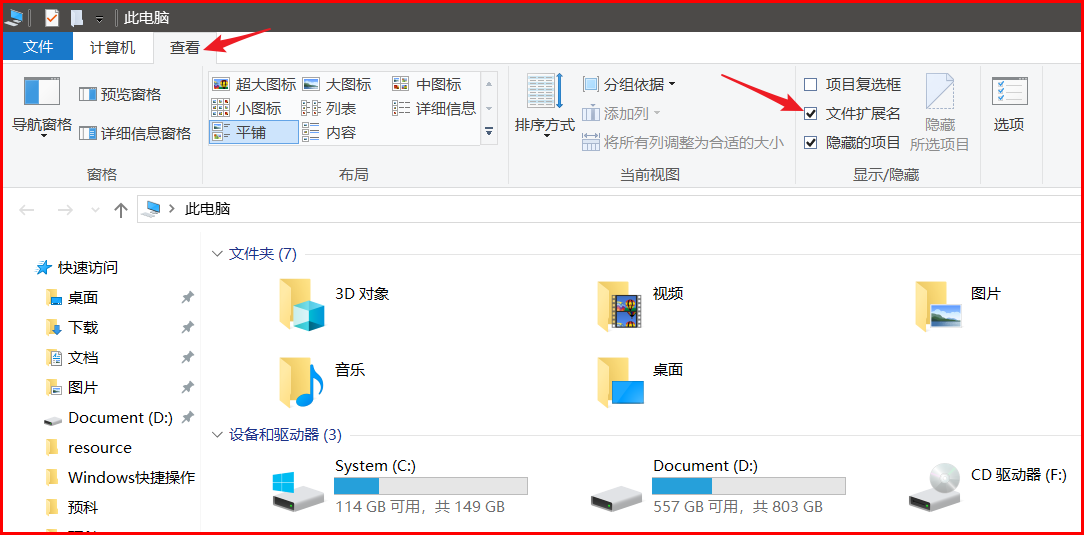 此电脑
文件 计算机 查看
导航窗格
预览窗格
详细信息窗格
窗格
超大图标 大图标 中图标
小图标 列表 详细信息
平铺 内容
布局
排序方式
分组依据
添加列
将所有列调整为合适的大小
当前视图
项目复选框
文件扩展名
隐藏的项目
隐藏
所选项目
显示/隐藏
选项
此电脑
快速访问
桌面
下载
文档
图片
Document (D:)
resource
Windows快捷操作
预科
文件夹 (7)
3D 对象 视频 图片
音乐 桌面
设备和驱动器 (3)
System (C:)
114 GB 可用，共 149 GB
Document (D:)
557 GB 可用，共 803 GB
CD 驱动器 (F:)